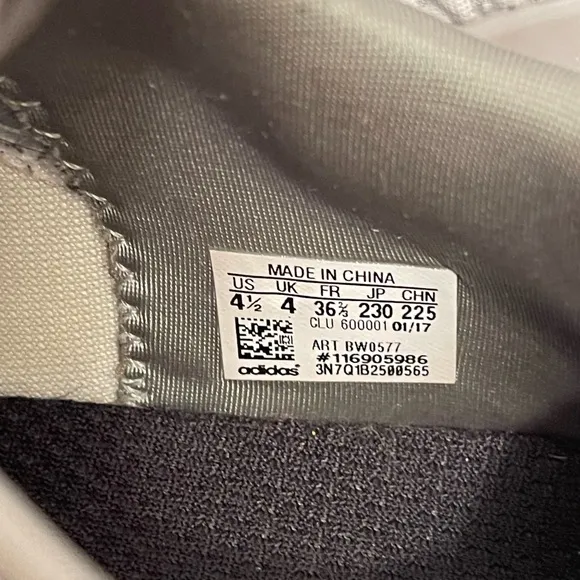 MADE IN CHINA
US UK FR JP CHN
4½ 4 36⅔ 230 225
CLU 600001 01/17
ART BW0577
#116905986
adidas® 3N7Q1B2500565